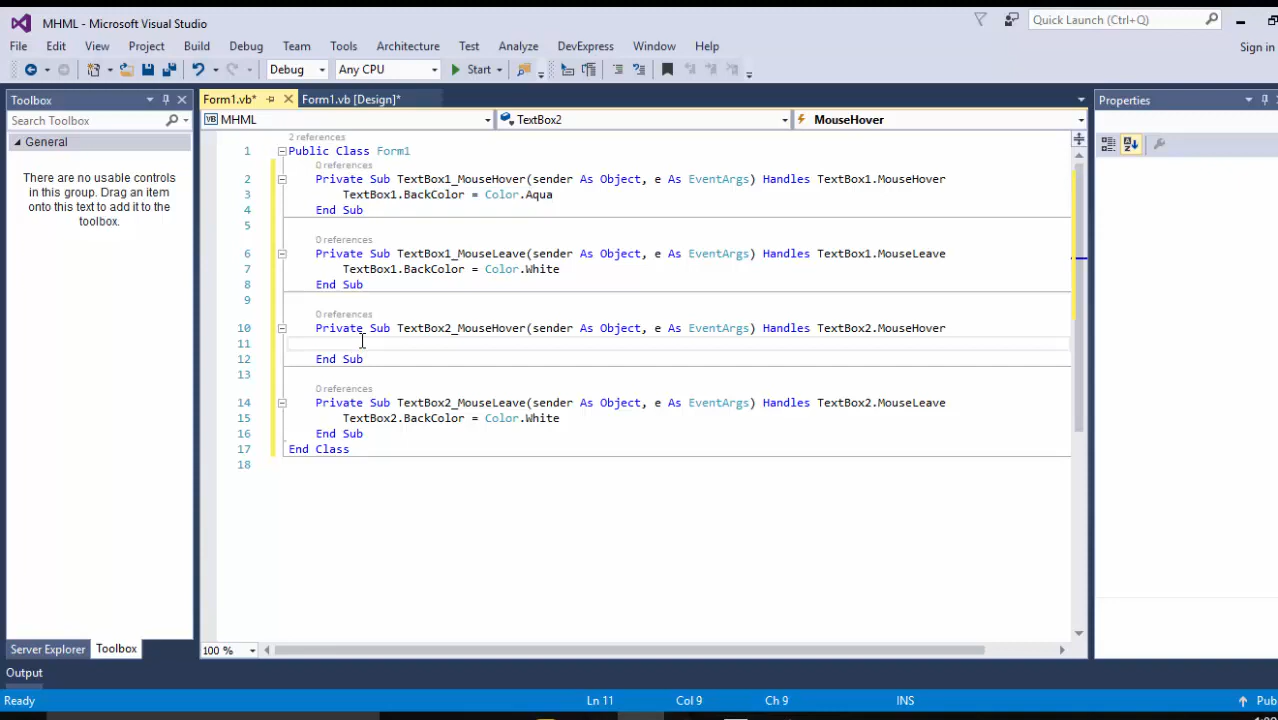 MHML - Microsoft Visual Studio
Quick Launch (Ctrl+Q)
File Edit View Project Build Debug Team Tools Architecture Test Analyze DevExpress Window Help
Sign in
Debug Any CPU Start
Toolbox
Form1.vb* Form1.vb [Design]*
Properties
Search Toolbox
VB MHML TextBox2 MouseHover
General
There are no usable controls
in this group. Drag an item
onto this text to add it to the
toolbox.
2 references
1 Public Class Form1
0 references
2 Private Sub TextBox1_MouseHover(sender As Object, e As EventArgs) Handles TextBox1.MouseHover
3 TextBox1.BackColor = Color.Aqua
4 End Sub
5
0 references
6 Private Sub TextBox1_MouseLeave(sender As Object, e As EventArgs) Handles TextBox1.MouseLeave
7 TextBox1.BackColor = Color.White
8 End Sub
9
0 references
10 Private Sub TextBox2_MouseHover(sender As Object, e As EventArgs) Handles TextBox2.MouseHover
11
12 End Sub
13
0 references
14 Private Sub TextBox2_MouseLeave(sender As Object, e As EventArgs) Handles TextBox2.MouseLeave
15 TextBox2.BackColor = Color.White
16 End Sub
17 End Class
18
100 %
Server Explorer Toolbox
Output
Ready Ln 11 Col 9 Ch 9 INS Pub